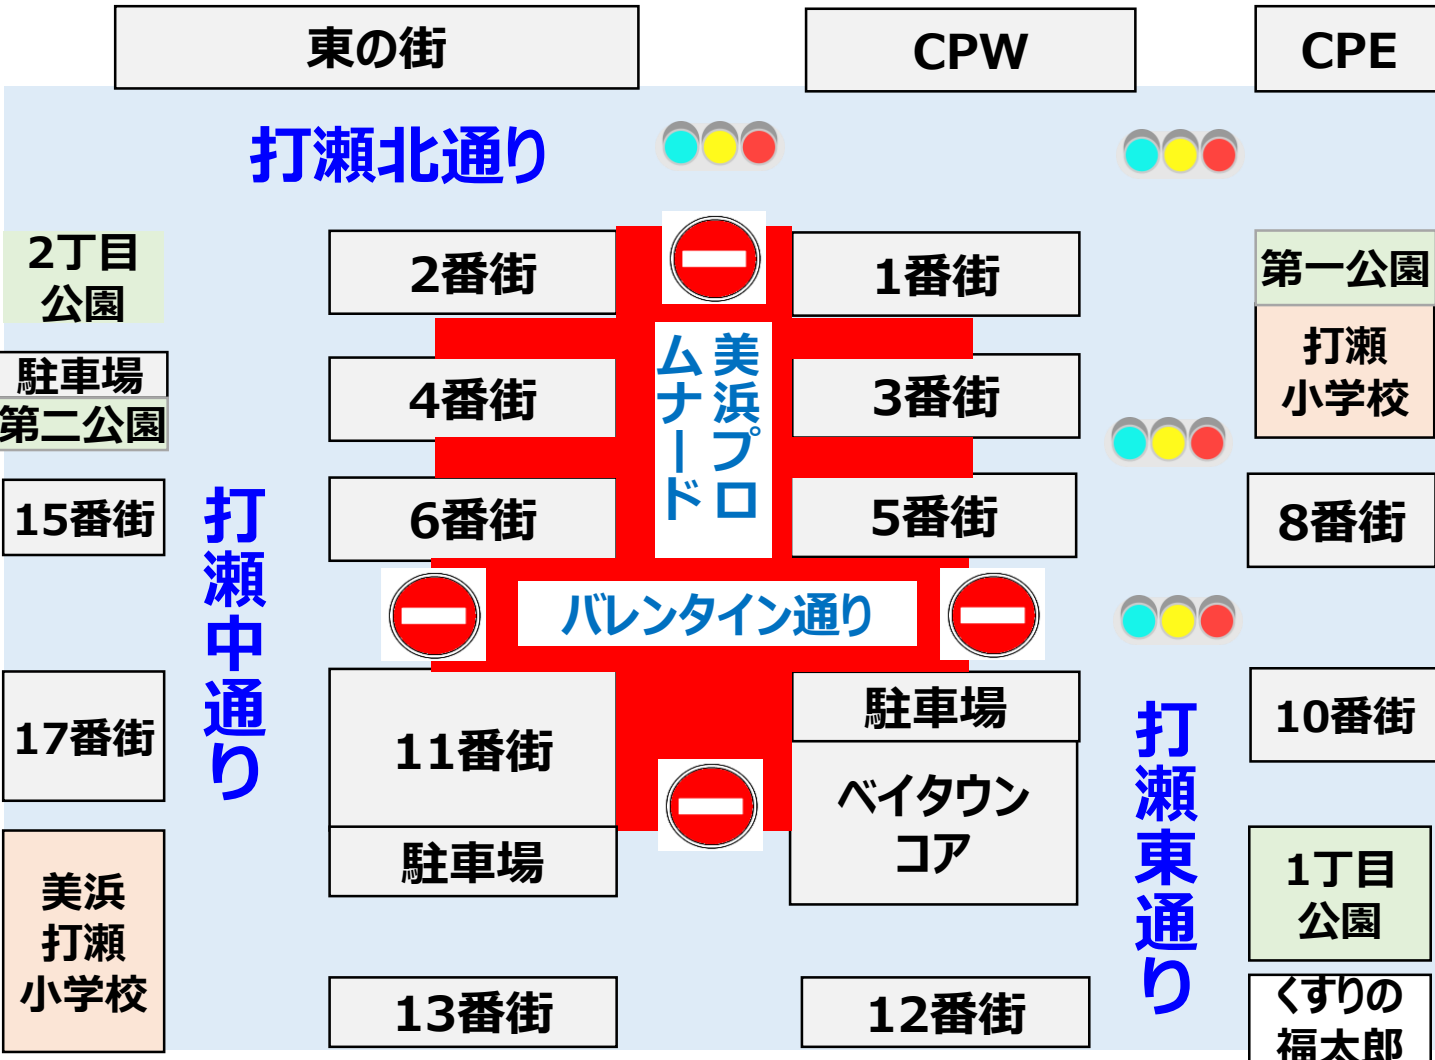 東の街
CPW
CPE
打瀬北通り
2丁目
公園
2番街
1番街
第一公園
打瀬
小学校
駐車場
第二公園
4番街
美浜プロ
ムナード
3番街
15番街
打瀬中通り
6番街
5番街
8番街
バレンタイン通り
17番街
11番街
駐車場
10番街
打瀬東通り
ベイタウン
コア
駐車場
美浜
打瀬
小学校
1丁目
公園
13番街
12番街
くすりの
福太郎